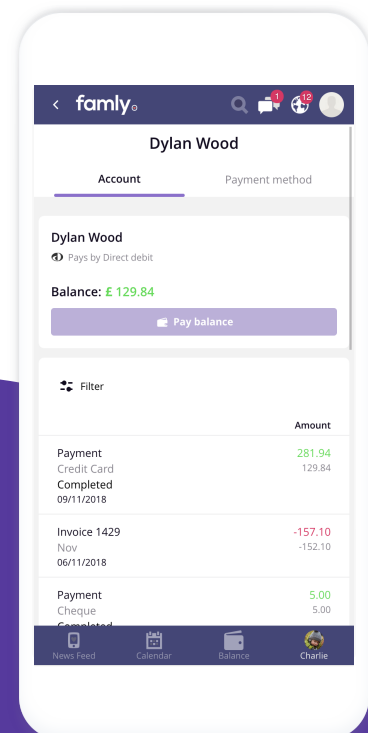 famly
1
12
Dylan Wood
Account Payment method
Dylan Wood
Pays by Direct debit
Balance: £ 129.84
Pay balance
Filter
Amount
Payment 281.94
Credit Card 129.84
Completed
09/11/2018
Invoice 1429 -157.10
Nov -152.10
06/11/2018
Payment 5.00
Cheque 5.00
Completed
News Feed Calendar Balance Charlie